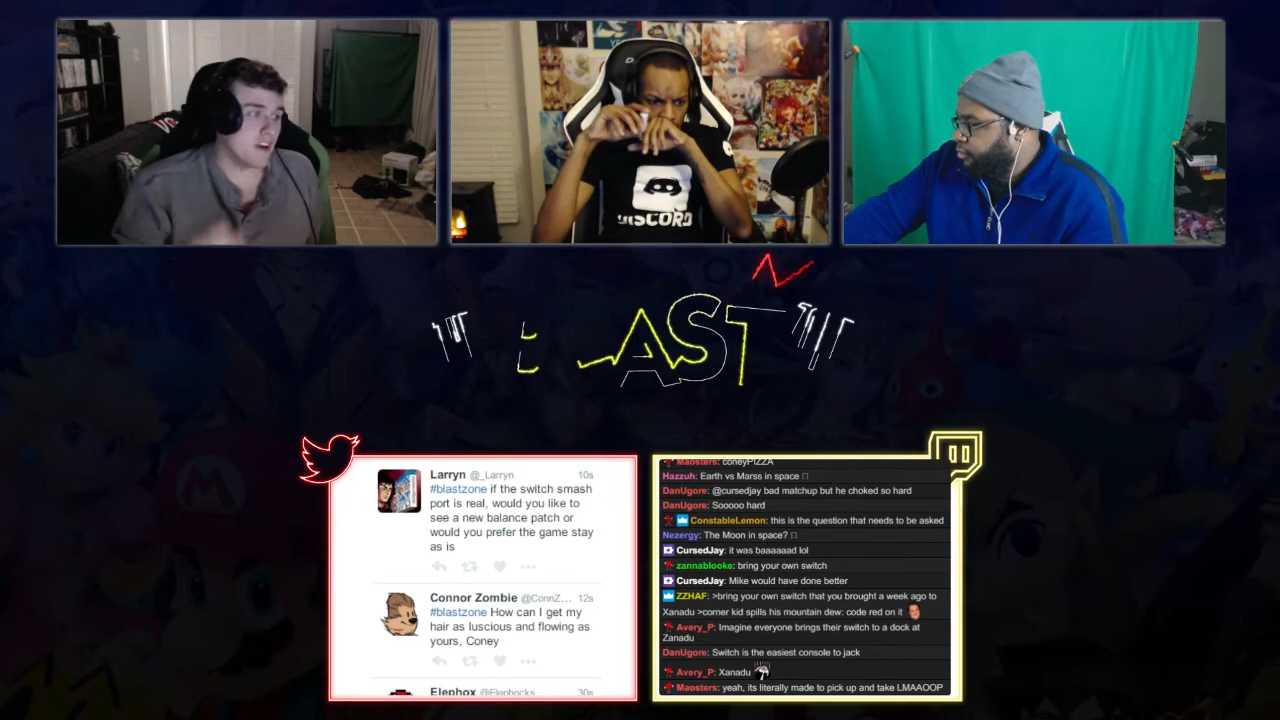 DISCORD
LAST
Larryn @_Larryn 10s
#blastzone if the switch smash
port is real, would you like to
see a new balance patch or
would you prefer the game stay
as is
Connor Zombie @ConnZ... 12s
#blastzone How can I get my
hair as luscious and flowing as
yours, Coney
Elephox @Elephocks 30s
Maosters: coneyPIZZA
Hazzuh: Earth vs Marss in space
DanUgore: @cursedjay bad matchup but he choked so hard
DanUgore: Sooooo hard
ConstableLemon: this is the question that needs to be asked
Nezergy: The Moon in space?
CursedJay: it was baaaaaad lol
zannablooke: bring your own switch
CursedJay: Mike would have done better
ZZHAF: >bring your own switch that you brought a week ago to
Xanadu >corner kid spills his mountain dew: code red on it
Avery_P: Imagine everyone brings their switch to a dock at
Zanadu
DanUgore: Switch is the easiest console to jack
Avery_P: Xanadu
Maosters: yeah, its literally made to pick up and take LMAAOOP